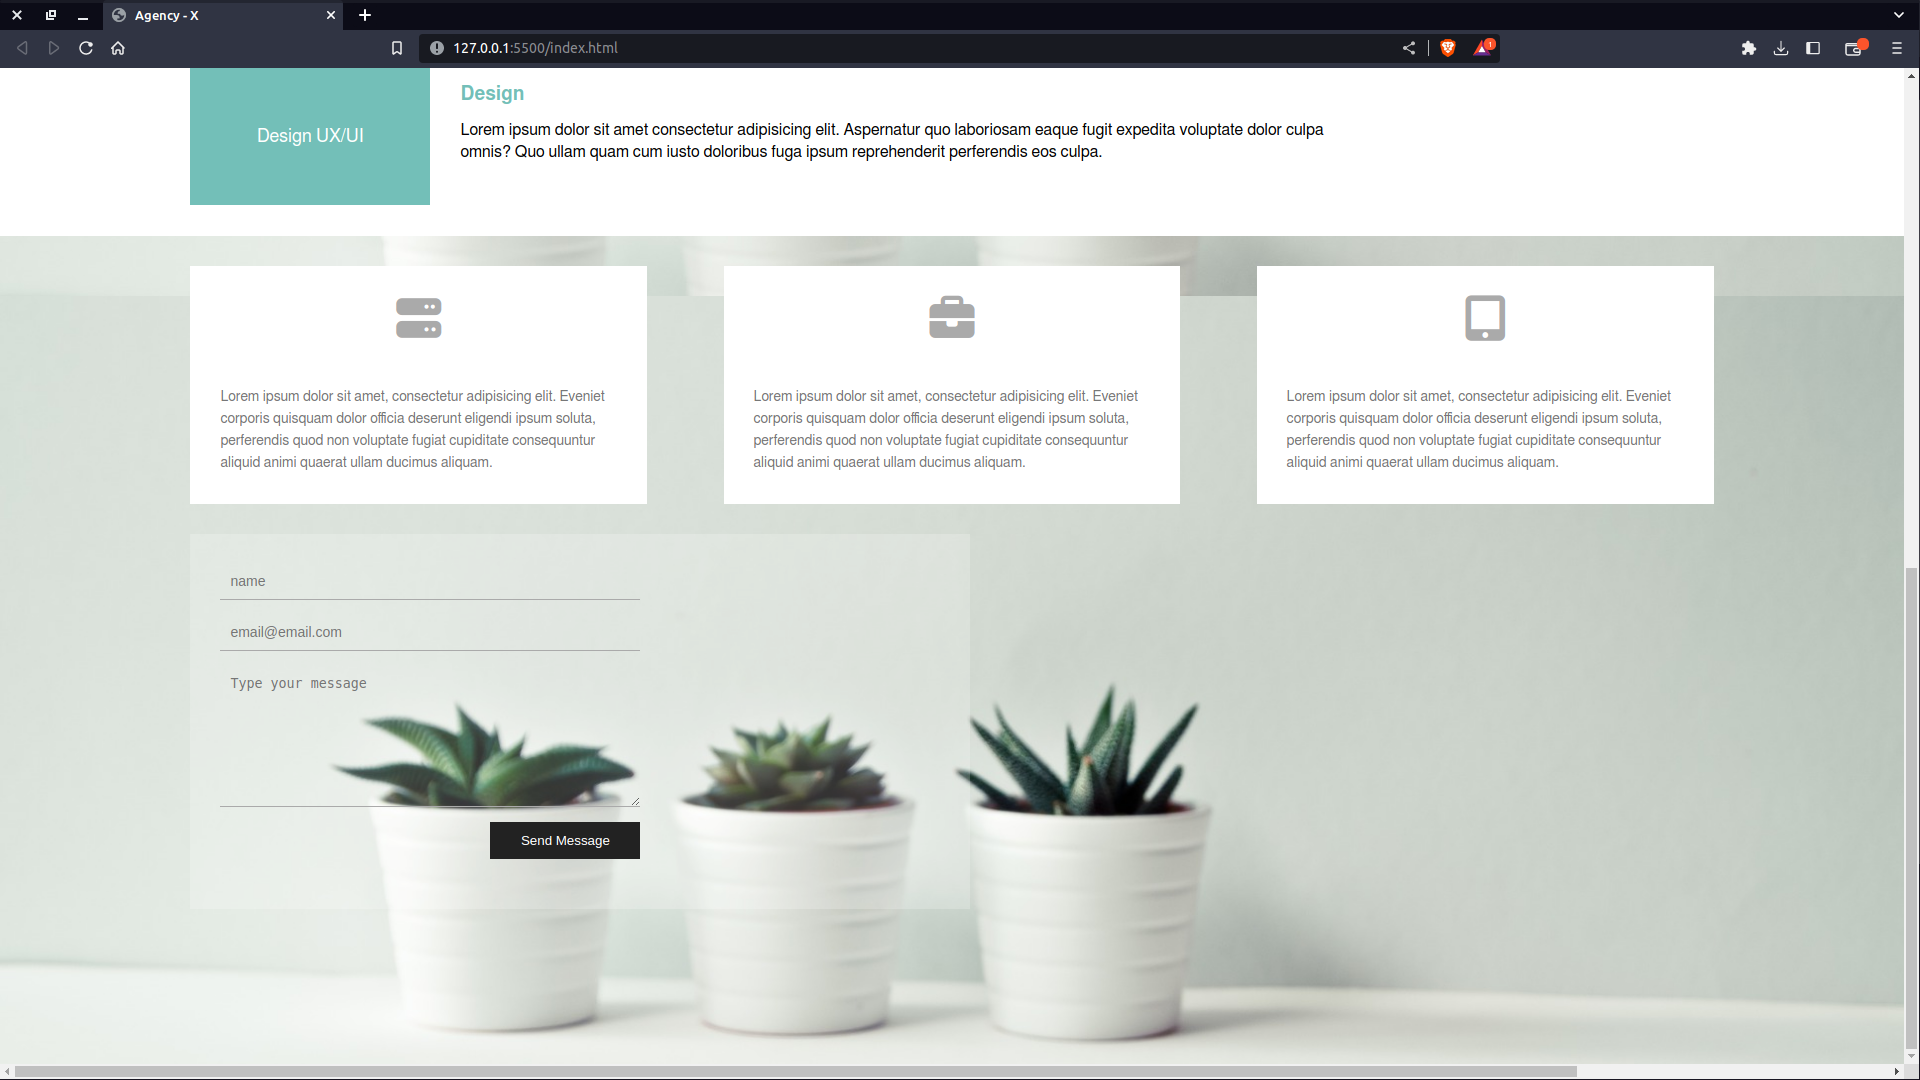 Agency - X
127.0.0.1:5500/index.html
1
Design UX/UI
Design
Lorem ipsum dolor sit amet consectetur adipisicing elit. Aspernatur quo laboriosam eaque fugit expedita voluptate dolor culpa
omnis? Quo ullam quam cum iusto doloribus fuga ipsum reprehenderit perferendis eos culpa.
Lorem ipsum dolor sit amet, consectetur adipisicing elit. Eveniet
corporis quisquam dolor officia deserunt eligendi ipsum soluta,
perferendis quod non voluptate fugiat cupiditate consequuntur
aliquid animi quaerat ullam ducimus aliquam.
Lorem ipsum dolor sit amet, consectetur adipisicing elit. Eveniet
corporis quisquam dolor officia deserunt eligendi ipsum soluta,
perferendis quod non voluptate fugiat cupiditate consequuntur
aliquid animi quaerat ullam ducimus aliquam.
Lorem ipsum dolor sit amet, consectetur adipisicing elit. Eveniet
corporis quisquam dolor officia deserunt eligendi ipsum soluta,
perferendis quod non voluptate fugiat cupiditate consequuntur
aliquid animi quaerat ullam ducimus aliquam.
name
email@email.com
Type your message
Send Message